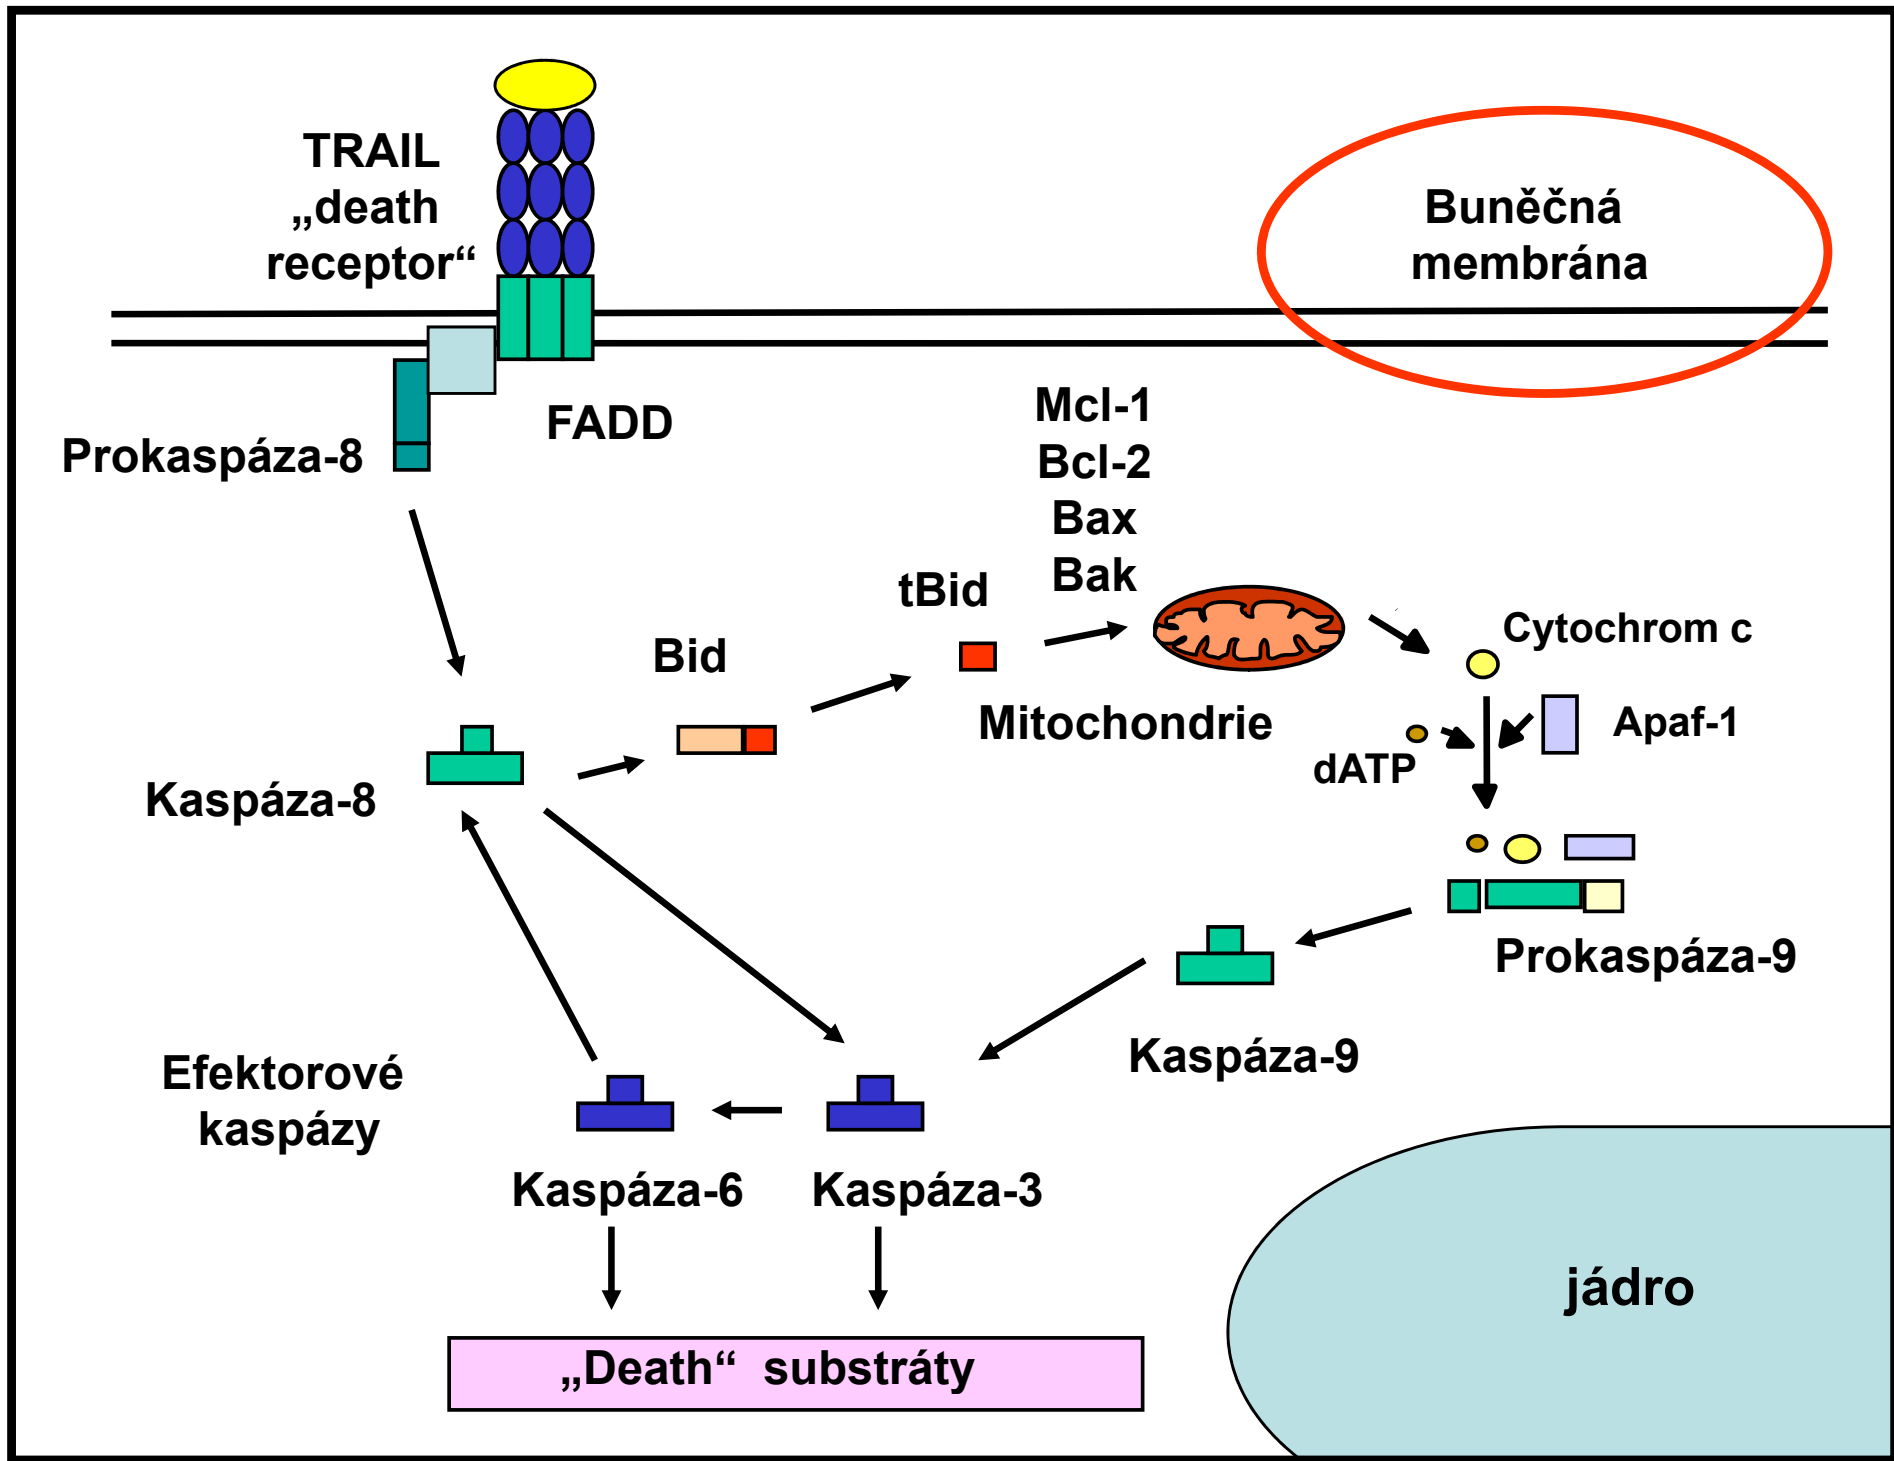 TRAIL
„death
receptor“
Buněčná
membrána
FADD
Prokaspáza-8
Mcl-1
Bcl-2
Bax
Bak
tBid
Bid
Cytochrom c
Mitochondrie
Apaf-1
dATP
Kaspáza-8
Prokaspáza-9
Kaspáza-9
Efektorové
kaspázy
Kaspáza-6
Kaspáza-3
jádro
„Death“ substráty